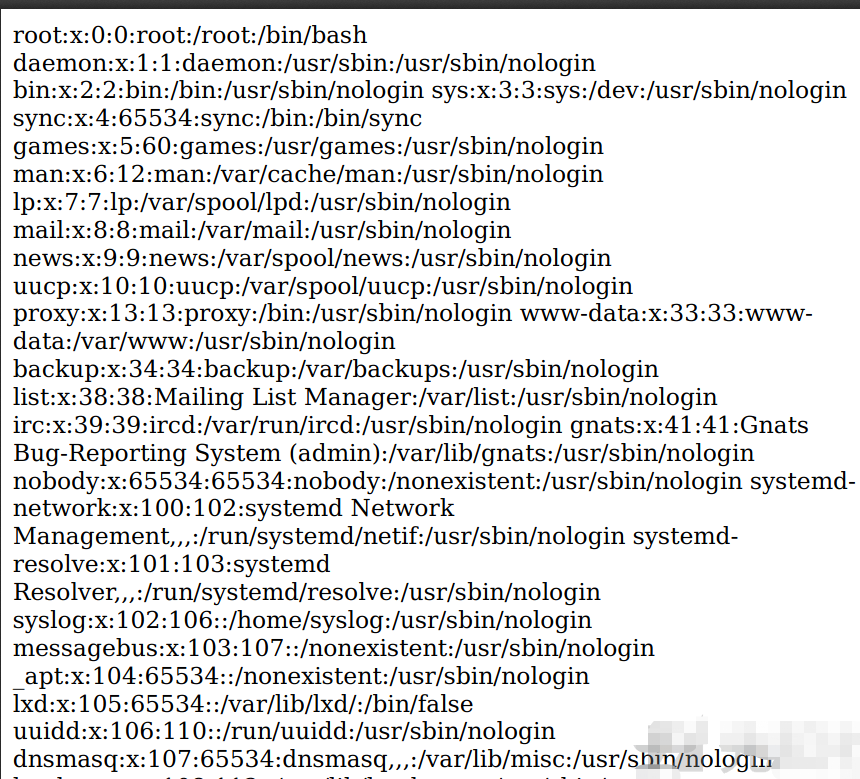 root:x:0:0:root:/root:/bin/bash
daemon:x:1:1:daemon:/usr/sbin:/usr/sbin/nologin
bin:x:2:2:bin:/bin:/usr/sbin/nologin sys:x:3:3:sys:/dev:/usr/sbin/nologin
sync:x:4:65534:sync:/bin:/bin/sync
games:x:5:60:games:/usr/games:/usr/sbin/nologin
man:x:6:12:man:/var/cache/man:/usr/sbin/nologin
lp:x:7:7:lp:/var/spool/lpd:/usr/sbin/nologin
mail:x:8:8:mail:/var/mail:/usr/sbin/nologin
news:x:9:9:news:/var/spool/news:/usr/sbin/nologin
uucp:x:10:10:uucp:/var/spool/uucp:/usr/sbin/nologin
proxy:x:13:13:proxy:/bin:/usr/sbin/nologin www-data:x:33:33:www-
data:/var/www:/usr/sbin/nologin
backup:x:34:34:backup:/var/backups:/usr/sbin/nologin
list:x:38:38:Mailing List Manager:/var/list:/usr/sbin/nologin
irc:x:39:39:ircd:/var/run/ircd:/usr/sbin/nologin gnats:x:41:41:Gnats
Bug-Reporting System (admin):/var/lib/gnats:/usr/sbin/nologin
nobody:x:65534:65534:nobody:/nonexistent:/usr/sbin/nologin systemd-
network:x:100:102:systemd Network
Management,,,:/run/systemd/netif:/usr/sbin/nologin systemd-
resolve:x:101:103:systemd
Resolver,,,:/run/systemd/resolve:/usr/sbin/nologin
syslog:x:102:106::/home/syslog:/usr/sbin/nologin
messagebus:x:103:107::/nonexistent:/usr/sbin/nologin
_apt:x:104:65534::/nonexistent:/usr/sbin/nologin
lxd:x:105:65534::/var/lib/lxd/:/bin/false
uuidd:x:106:110::/run/uuidd:/usr/sbin/nologin
dnsmasq:x:107:65534:dnsmasq,,,:/var/lib/misc:/usr/sbin/nologin